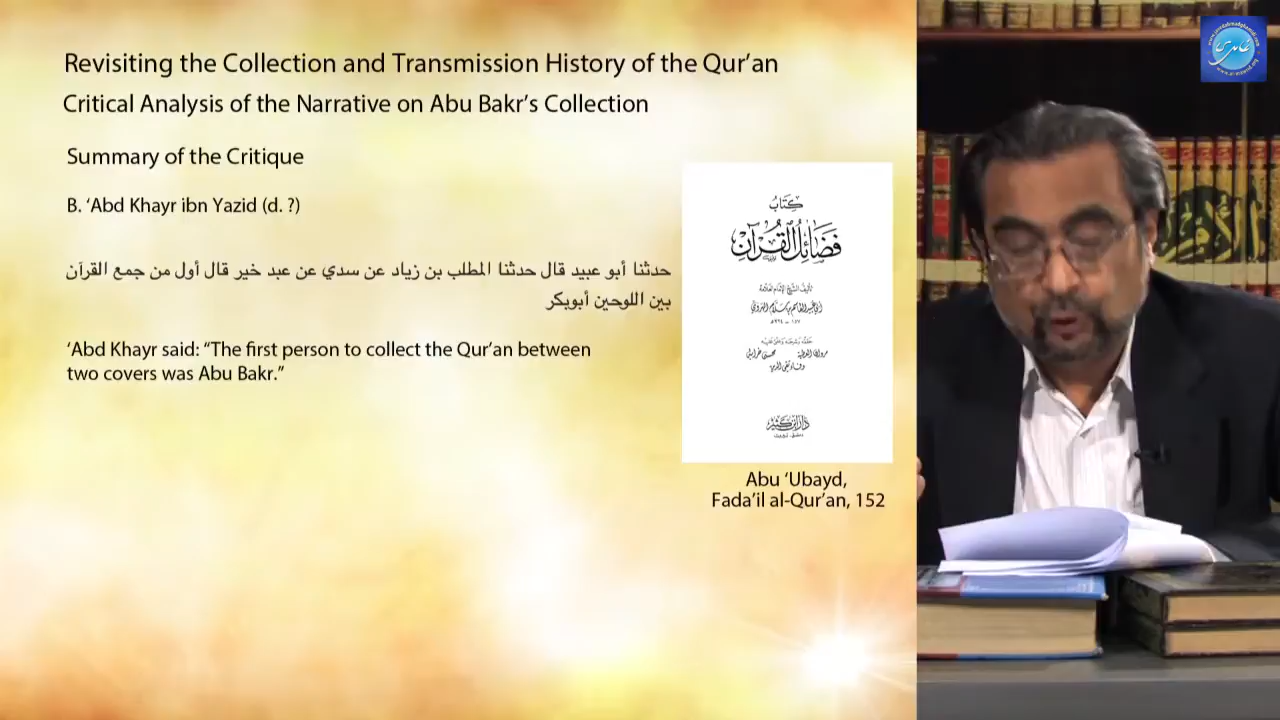 Revisiting the Collection and Transmission History of the Qur’an
Critical Analysis of the Narrative on Abu Bakr’s Collection
Summary of the Critique
B. ‘Abd Khayr ibn Yazid (d. ?)
حدثنا أبو عبيد قال حدثنا المطلب بن زياد عن سدي عن عبد خير قال أول من جمع القرآن
بين اللوحين أبوبكر
‘Abd Khayr said: “The first person to collect the Qur’an between
two covers was Abu Bakr.”
كتاب
فضائل القرآن
Abu ‘Ubayd,
Fada’il al-Qur’an, 152